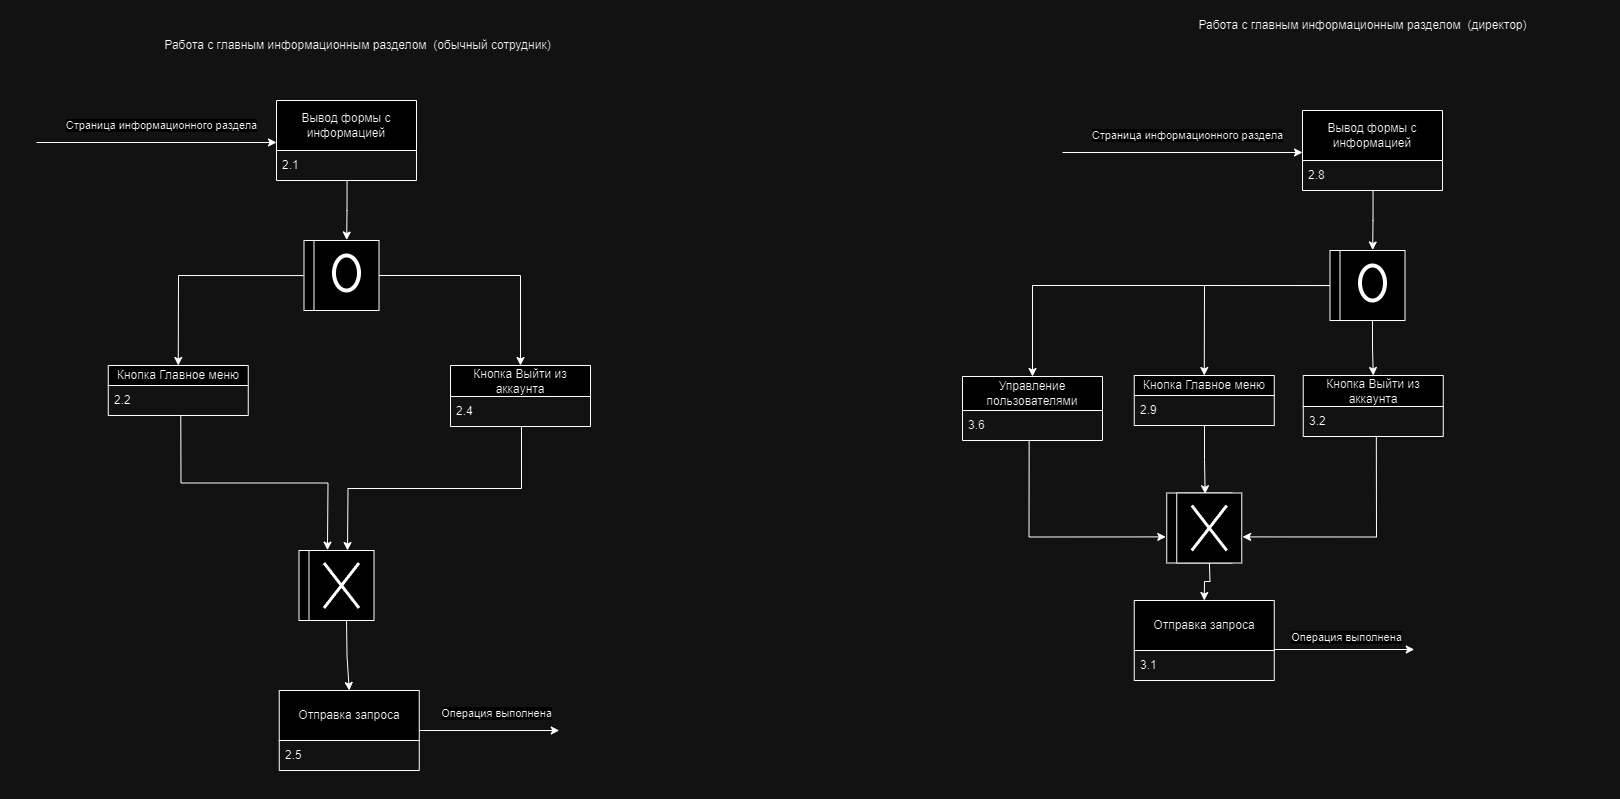 Работа с главным информационным разделом (обычный сотрудник)
Страница информационного раздела
Вывод формы с
информацией
2.1
O
Кнопка Главное меню
2.2
Кнопка Выйти из
аккаунта
2.4
X
Отправка запроса
2.5
Операция выполнена
Работа с главным информационным разделом (директор)
Страница информационного раздела
Вывод формы с
информацией
2.8
O
Управление
пользователями
3.6
Кнопка Главное меню
2.9
Кнопка Выйти из
аккаунта
3.2
X
Отправка запроса
3.1
Операция выполнена